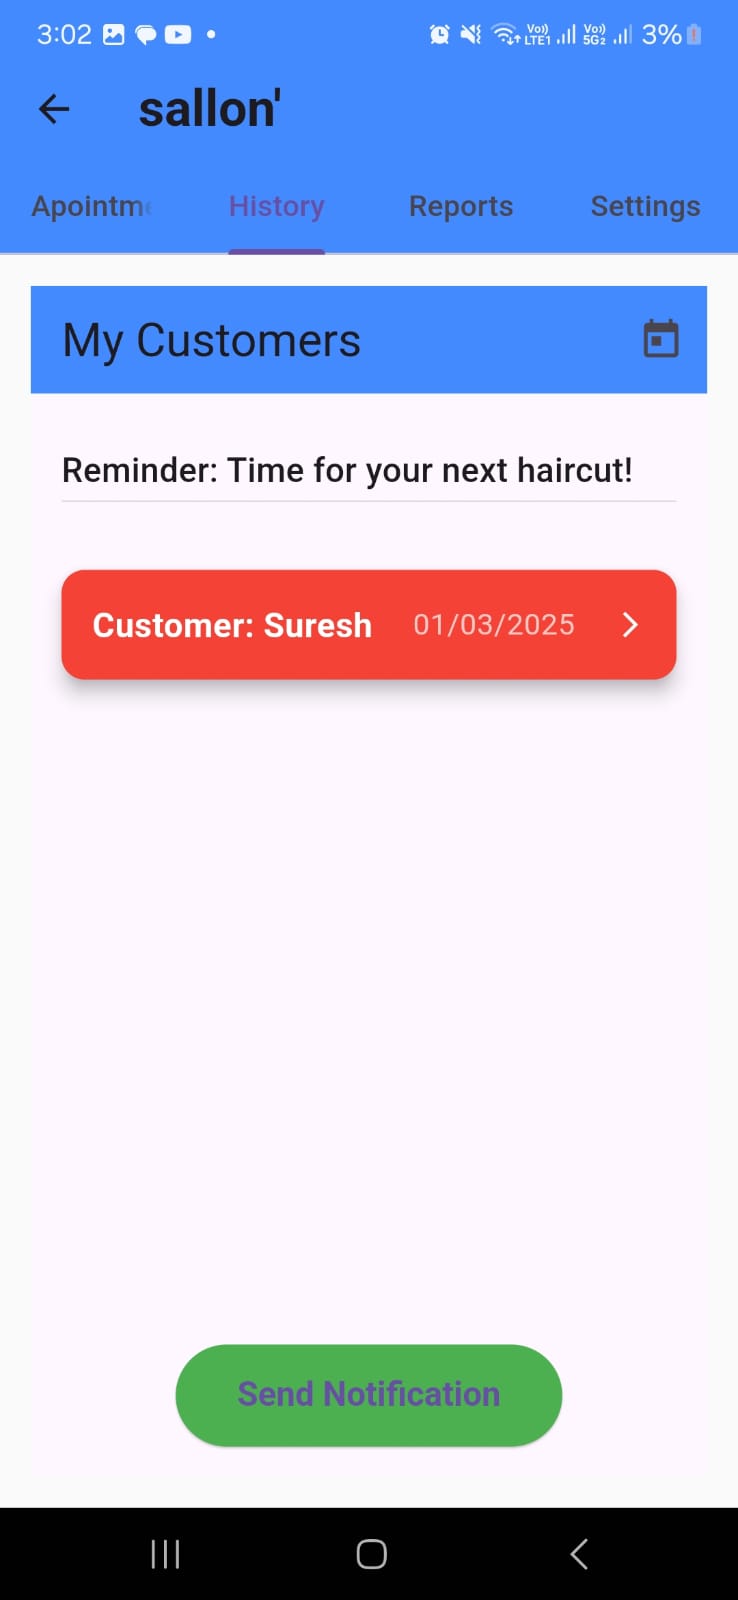 3:02 Vo) LTE1 Vo) 5G2 3%
sallon'
Apointme History Reports Settings
My Customers
Reminder: Time for your next haircut!
Customer: Suresh 01/03/2025
Send Notification